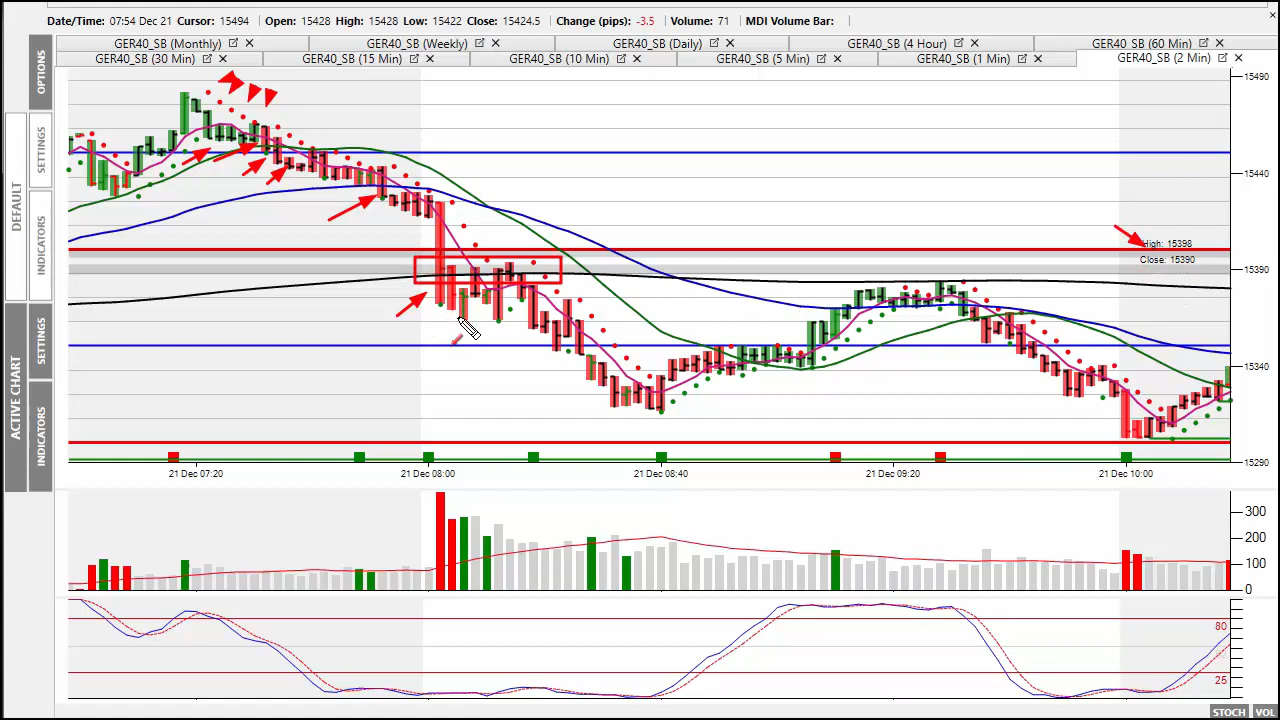 Date/Time: 07:54 Dec 21 Cursor: 15494 Open: 15428 High: 15428 Low: 15422 Close: 15424.5 Change (pips): -3.5 Volume: 71 MDI Volume Bar:
GER40_SB (Monthly) GER40_SB (Weekly) GER40_SB (Daily) GER40_SB (4 Hour) GER40_SB (60 Min)
GER40_SB (30 Min) GER40_SB (15 Min) GER40_SB (10 Min) GER40_SB (5 Min) GER40_SB (1 Min) GER40_SB (2 Min)
OPTIONS
SETTINGS
DEFAULT
INDICATORS
SETTINGS
ACTIVE CHART
INDICATORS
15490
15440
High: 15398
Close: 15390
15390
15340
15290
21 Dec 07:20 21 Dec 08:00 21 Dec 08:40 21 Dec 09:20 21 Dec 10:00
300
200
100
0
80
25
STOCH VOL